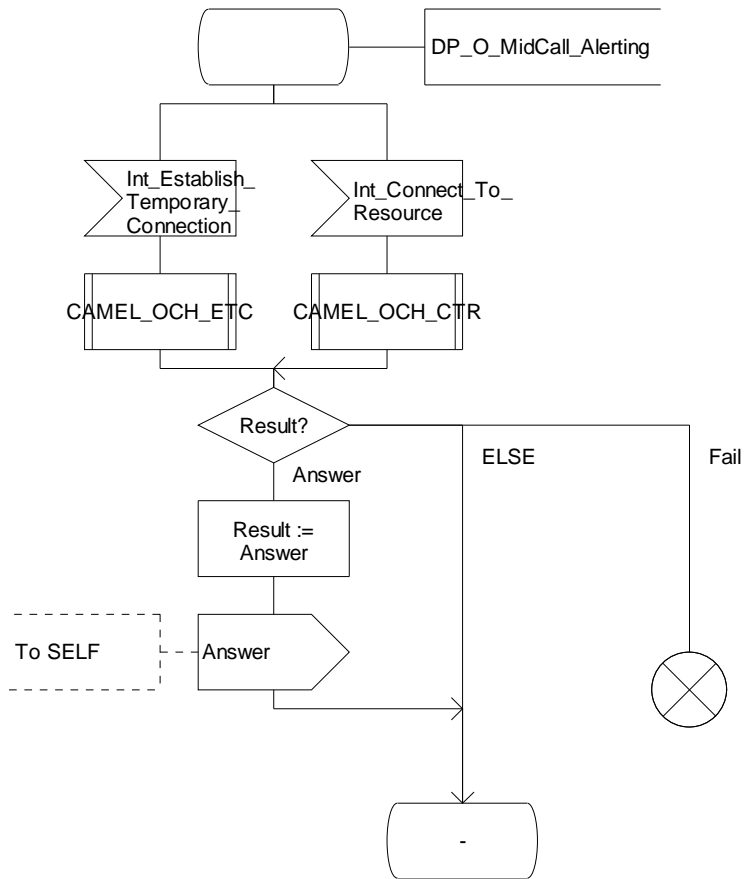 DP_O_MidCall_Alerting
Int_Establish_
Temporary_
Connection
Int_Connect_To_
Resource
CAMEL_OCH_ETC
CAMEL_OCH_CTR
Result?
ELSE
Fail
Answer
Result :=
Answer
To SELF
Answer
-